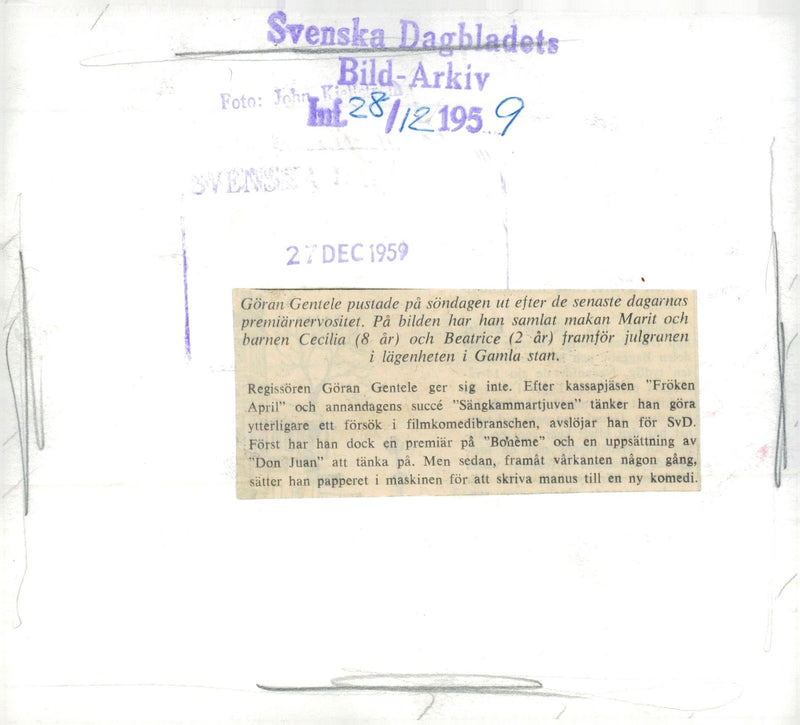 Svenska Dagbladets
Bild-Arkiv
Foto: John
Inf. 28/12 1959
SVENSKA
27 DEC 1959
Göran Gentele pustade på söndagen ut efter de senaste dagarnas
premiärnervositet. På bilden har han samlat makan Marit och
barnen Cecilia (8 år) och Beatrice (2 år) framför julgranen
i lägenheten i Gamla stan.
Regissören Göran Gentele ger sig inte. Efter kassapjäsen "Fröken
April" och annandagens succé "Sängkammartjuven" tänker han göra
ytterligare ett försök i filmkomedibranschen, avslöjar han för SvD.
Först har han dock en premiär på "Bohème" och en uppsättning av
"Don Juan" att tänka på. Men sedan, framåt vårkanten någon gång,
sätter han papperet i maskinen för att skriva manus till en ny komedi.